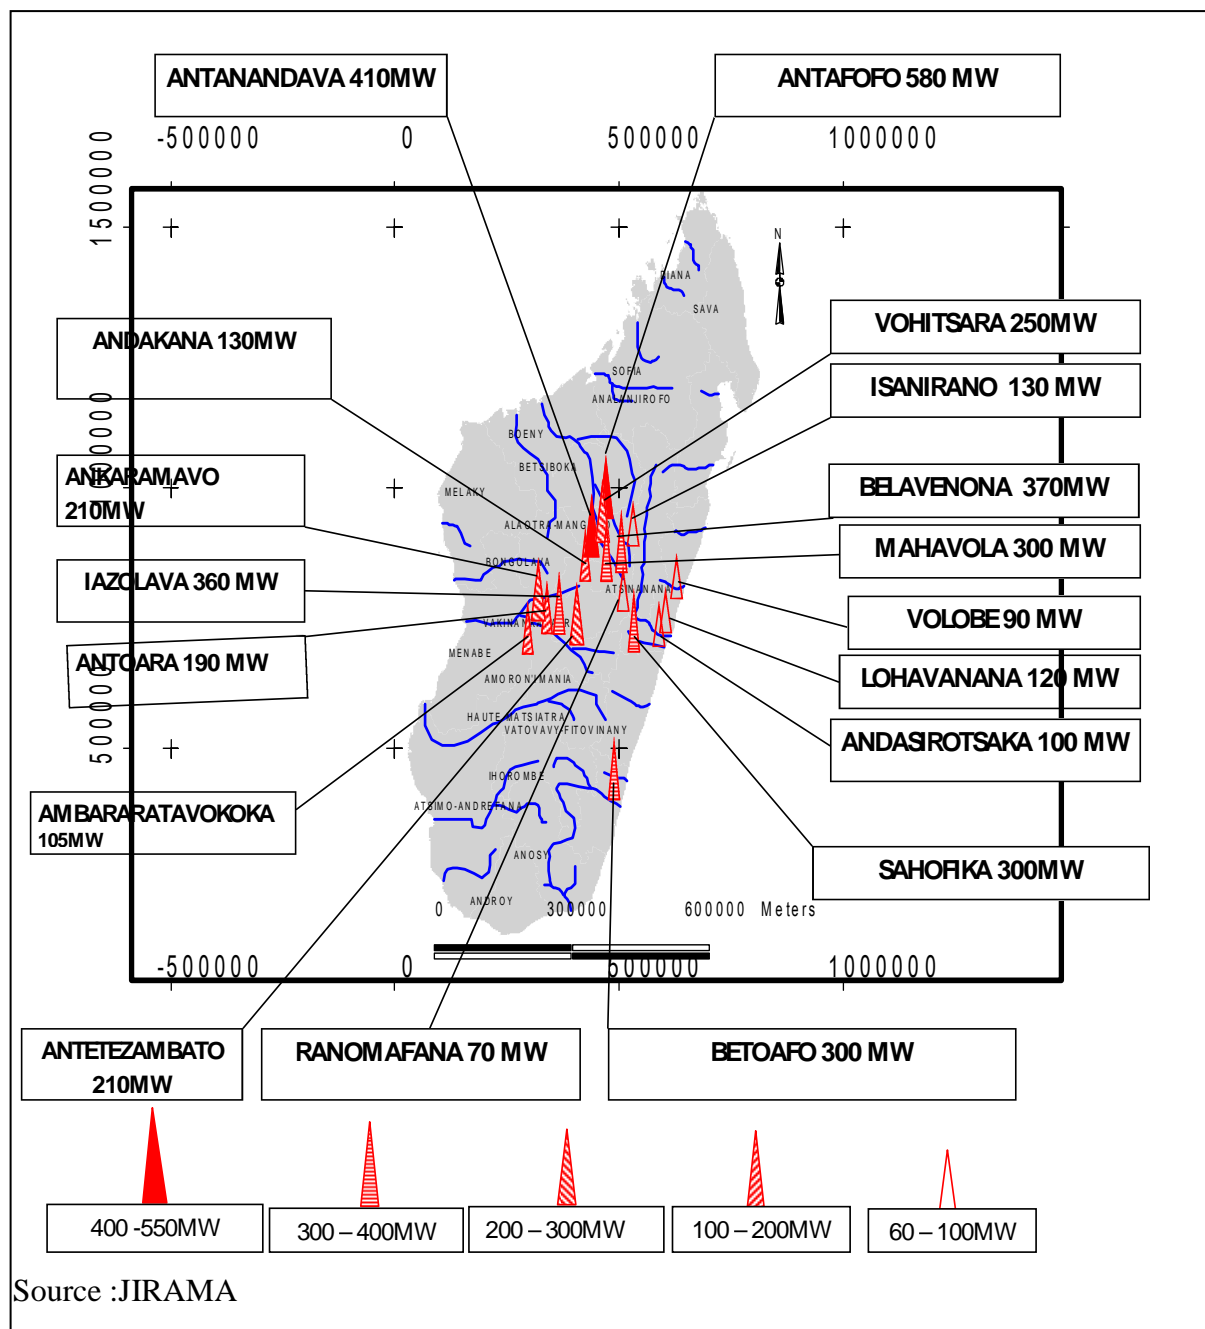 ANTANANDAVA 410MW
ANTAFOFO 580 MW
-500000 0 500000 1000000
1500000
N
DIANA
SAVA
VOHITSARA 250MW
ANDAKANA 130MW
SOFIA
ISANIRANO 130 MW
ANALANJIROFO
BOENY
BETSIBOKA
1000000
ANKARAMAVO
210MW
MELAKY
BELAVENONA 370MW
MAHAVOLA 300 MW
BONGOLAVA
IAZOLAVA 360 MW
ATSINANANA
VOLOBE 90 MW
ANTOARA 190 MW
MENABE
LOHAVANANA 120 MW
AMORON'I MANIA
HAUTE MATSIATRA
VATOVAVY-FITOVINANY
ANDASIROTSAKA 100 MW
500000
IHOROMBE
ATSIMO-ANDREFANA
AMBARARATAVOKOKA
105MW
ANOSY
SAHOFIKA 300MW
ANDROY
0 300000 600000 Meters
-500000 0 500000 1000000
ANTETEZAMBATO
210MW
RANOMAFANA 70 MW
BETOAFO 300 MW
400 -550MW
300 – 400MW
200 – 300MW
100 – 200MW
60 – 100MW
Source :JIRAMA